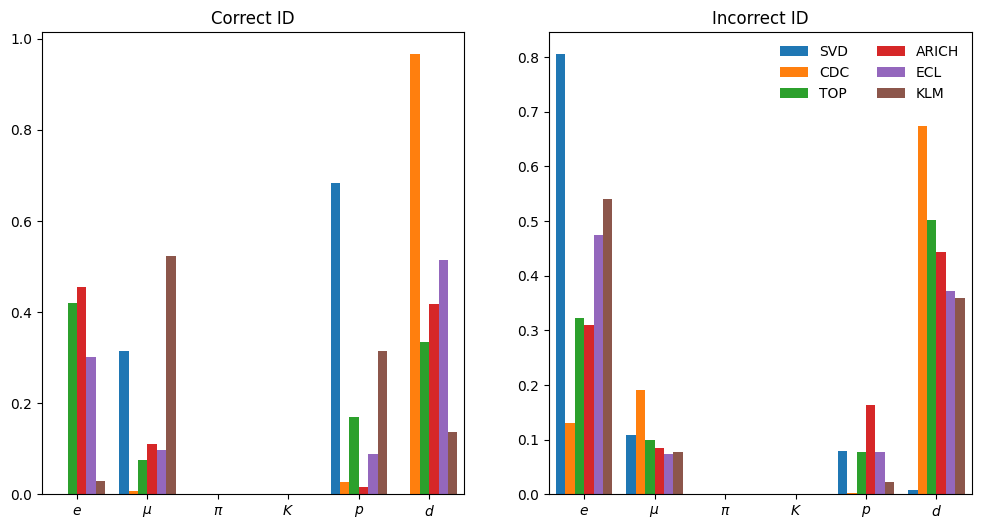 Correct ID
1.0
0.8
0.6
0.4
0.2
0.0
e μ π K p d
Incorrect ID
0.8
0.7
0.6
0.5
0.4
0.3
0.2
0.1
0.0
e μ π K p d
SVD ARICH
CDC ECL
TOP KLM